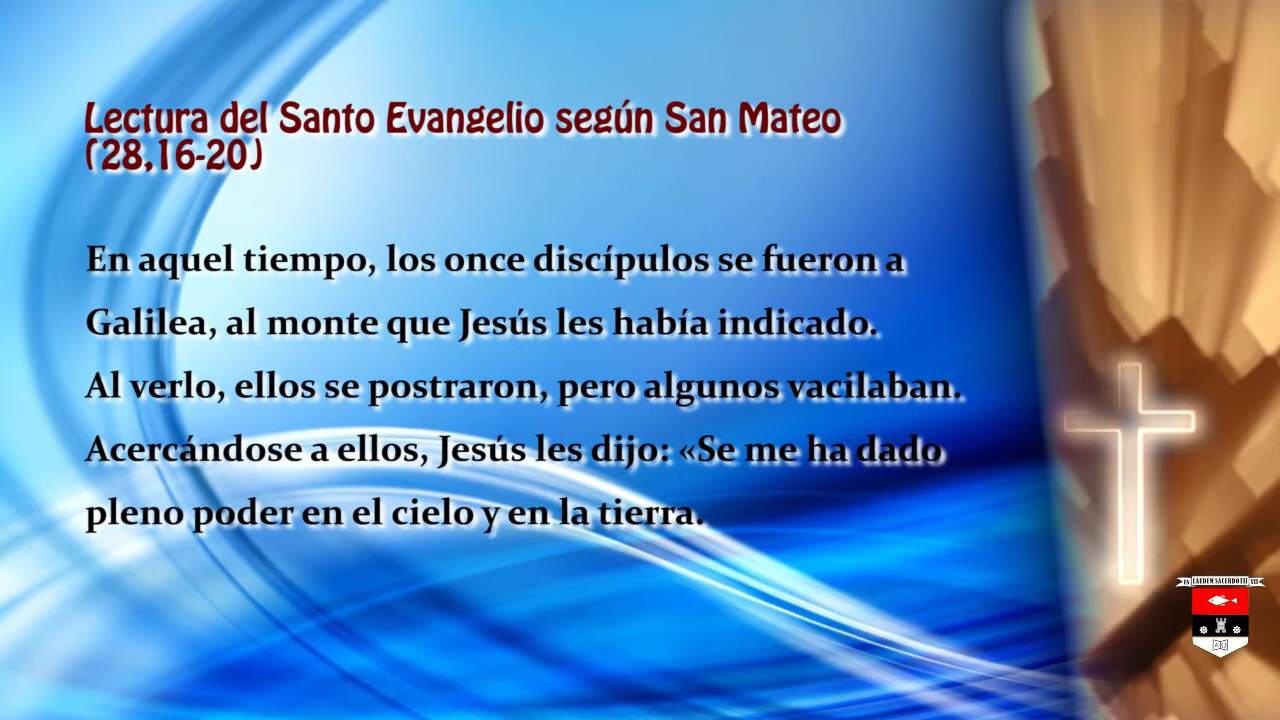 Lectura del Santo Evangelio según San Mateo
(28,16-20)
En aquel tiempo, los once discípulos se fueron a
Galilea, al monte que Jesús les había indicado.
Al verlo, ellos se postraron, pero algunos vacilaban.
Acercándose a ellos, Jesús les dijo: «Se me ha dado
pleno poder en el cielo y en la tierra.
LAUDEM SACERDOTII